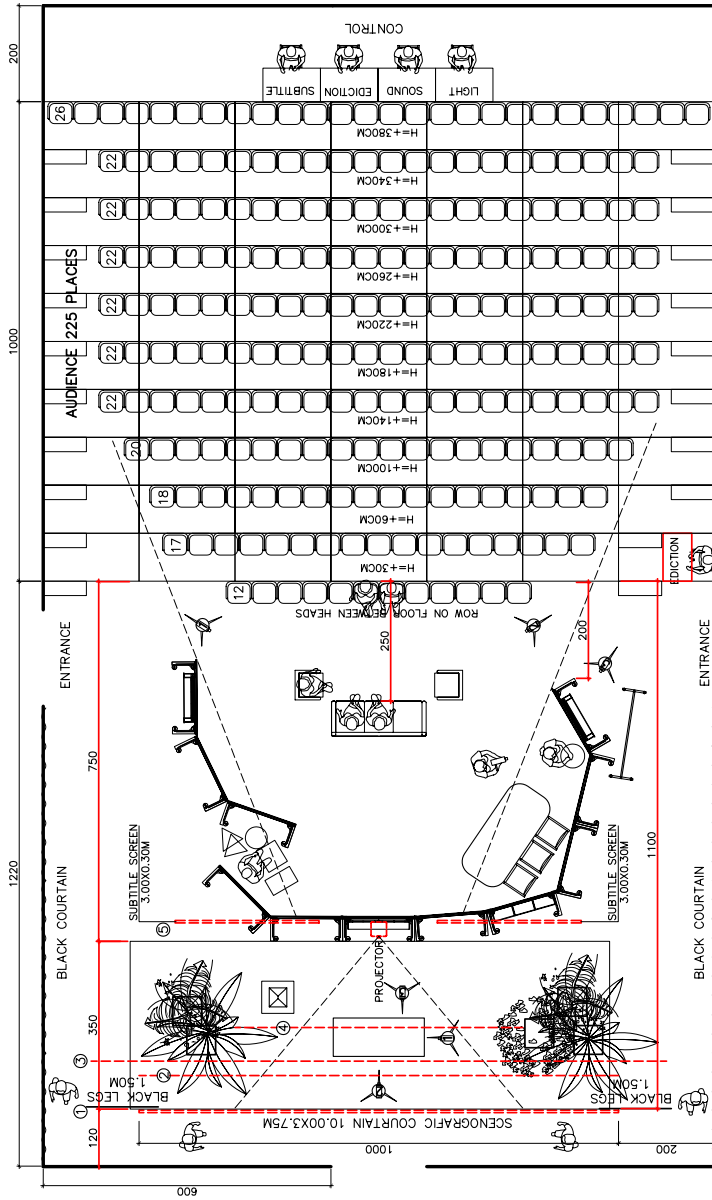 CONTROL
200
SUBTITLE
EDICTION
SOUND
LIGHT
26
H=+380CM
22
H=+340CM
22
H=+300CM
22
H=+260CM
AUDIENCE 225 PLACES
1000
22
H=+220CM
22
H=+180CM
22
H=+140CM
20
H=+100CM
18
H=+60CM
17
H=+30CM
EDICTION
12
ROW ON FLOOR BETWEEN HEADS
ENTRANCE
250
200
ENTRANCE
750
1220
SUBTITLE SCREEN
3.00X0.30M
1100
SUBTITLE SCREEN
3.00X0.30M
BLACK COURTAIN
5
BLACK COURTAIN
PROJECTOR
350
4
3
2
BLACK LEGS
1.50M
BLACK LEGS
1.50M
1
SCENOGRAFIC COURTAIN 10.00X3.75M
120
1000
200
600